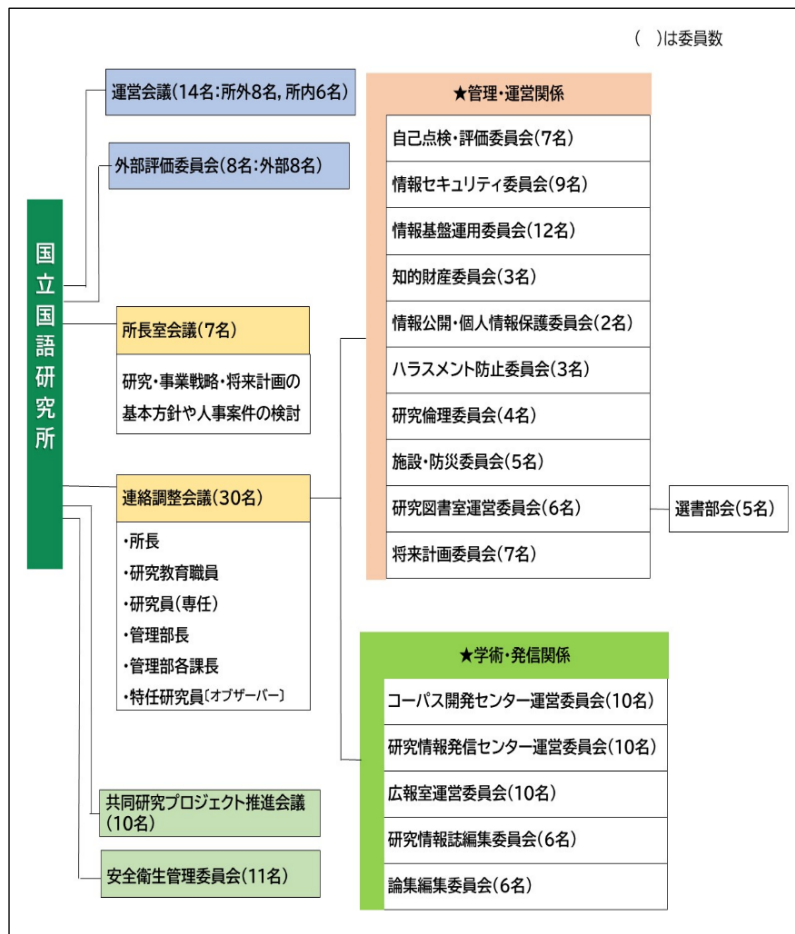 ( )は委員数
国立国語研究所
運営会議(14名:所外8名, 所内6名)
外部評価委員会(8名:外部8名)
所長室会議(7名)
研究・事業戦略・将来計画の
基本方針や人事案件の検討
連絡調整会議(30名)
・所長
・研究教育職員
・研究員(専任)
・管理部長
・管理部各課長
・特任研究員〔オブザーバー〕
共同研究プロジェクト推進会議
(10名)
安全衛生管理委員会(11名)
★管理・運営関係
自己点検・評価委員会(7名)
情報セキュリティ委員会(9名)
情報基盤運用委員会(12名)
知的財産委員会(3名)
情報公開・個人情報保護委員会(2名)
ハラスメント防止委員会(3名)
研究倫理委員会(4名)
施設・防災委員会(5名)
研究図書室運営委員会(6名)
選書部会(5名)
将来計画委員会(7名)
★学術・発信関係
コーパス開発センター運営委員会(10名)
研究情報発信センター運営委員会(10名)
広報室運営委員会(10名)
研究情報誌編集委員会(6名)
論集編集委員会(6名)